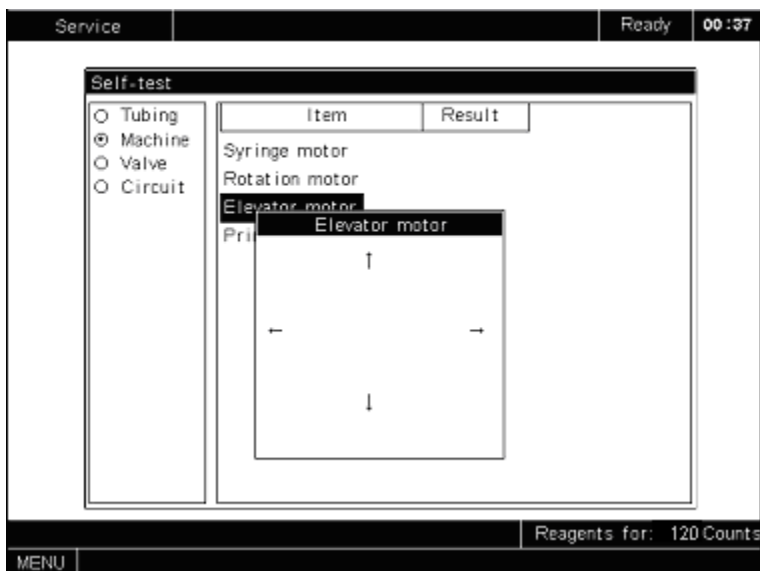 Service Ready 00:37
Self-test
Tubing
Machine
Valve
Circuit
Item Result
Syringe motor
Rotation motor
Elevator motor
Elevator motor
↑
← →
↓
Reagents for: 120 Counts
MENU